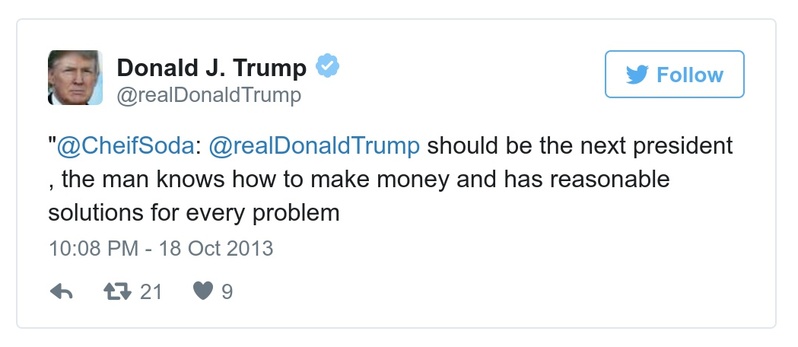 Donald J. Trump
Follow
@realDonaldTrump
"@CheifSoda: @realDonaldTrump should be the next president
, the man knows how to make money and has reasonable
solutions for every problem
10:08 PM - 18 Oct 2013
21 9